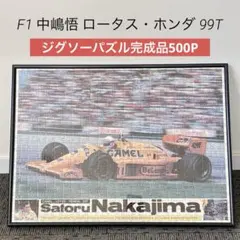 F1 中嶋悟 ロータス・ホンダ 99T
ジグソーパズル完成品500P
CAMEL
Satoru Nakajima